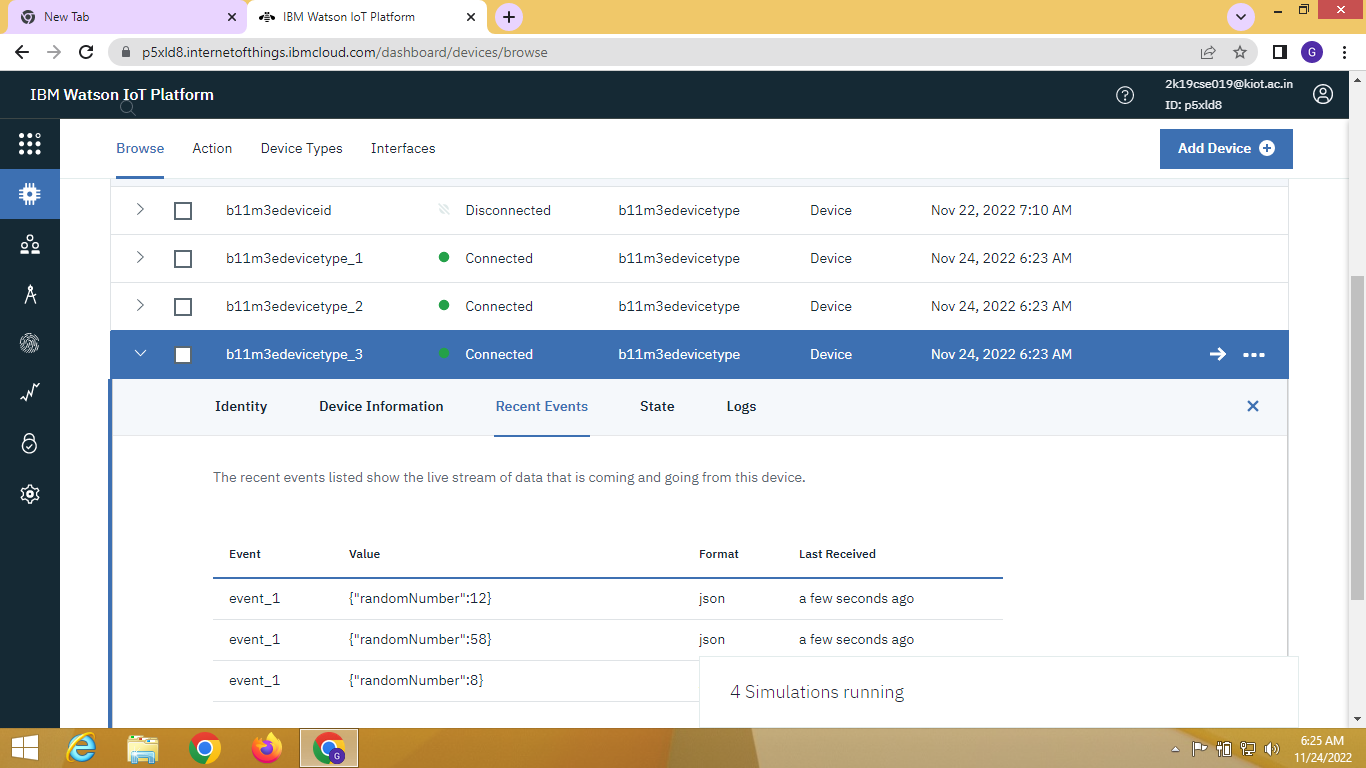 New Tab
IBM Watson IoT Platform
p5xld8.internetofthings.ibmcloud.com/dashboard/devices/browse
G
IBM Watson IoT Platform
2k19cse019@kiot.ac.in
ID: p5xld8
Browse Action Device Types Interfaces
Add Device
b11m3edeviceid Disconnected b11m3edevicetype Device Nov 22, 2022 7:10 AM
b11m3edevicetype_1 Connected b11m3edevicetype Device Nov 24, 2022 6:23 AM
b11m3edevicetype_2 Connected b11m3edevicetype Device Nov 24, 2022 6:23 AM
b11m3edevicetype_3 Connected b11m3edevicetype Device Nov 24, 2022 6:23 AM
Identity Device Information Recent Events State Logs
The recent events listed show the live stream of data that is coming and going from this device.
Event Value Format Last Received
event_1 {"randomNumber":12} json a few seconds ago
event_1 {"randomNumber":58} json a few seconds ago
event_1 {"randomNumber":8}
4 Simulations running
G
6:25 AM
11/24/2022